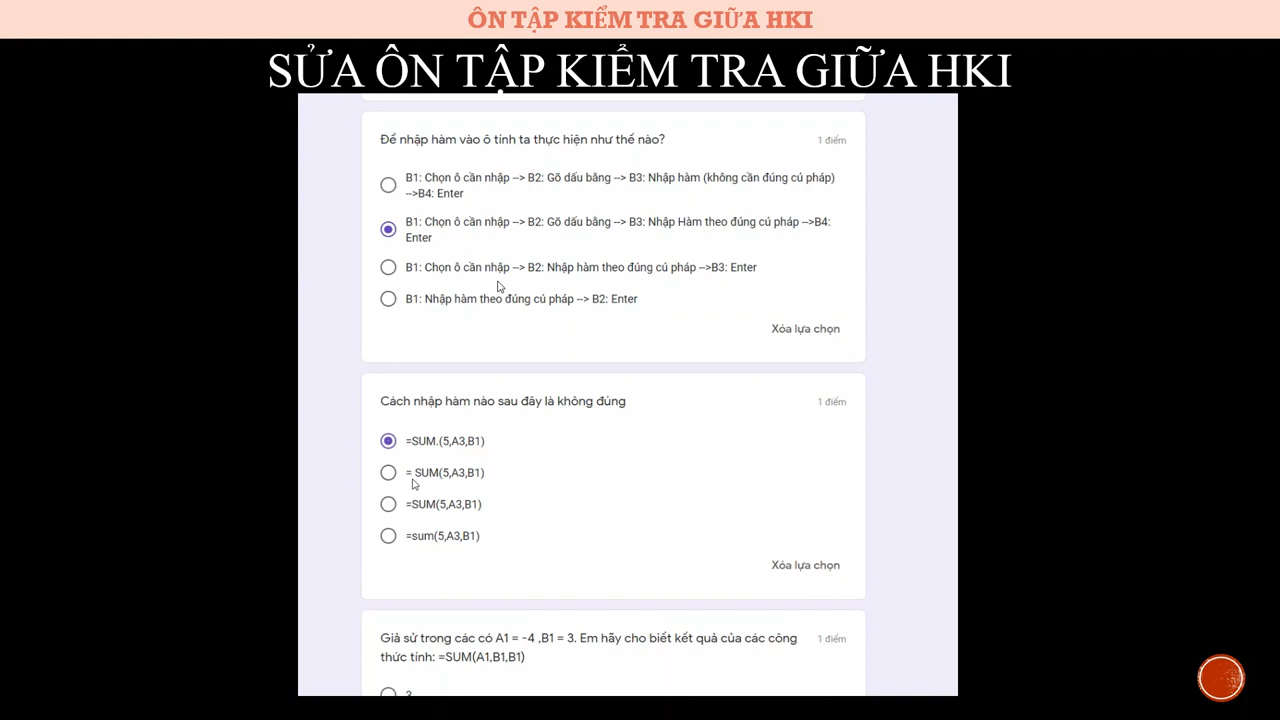 ÔN TẬP KIỂM TRA GIỮA HKI
SỬA ÔN TẬP KIỂM TRA GIỮA HKI
Để nhập hàm vào ô tính ta thực hiện như thế nào?
1 điểm
B1: Chọn ô cần nhập --> B2: Gõ dấu bằng --> B3: Nhập hàm (không cần đúng cú pháp)
-->B4: Enter
B1: Chọn ô cần nhập --> B2: Gõ dấu bằng --> B3: Nhập Hàm theo đúng cú pháp -->B4:
Enter
B1: Chọn ô cần nhập --> B2: Nhập hàm theo đúng cú pháp -->B3: Enter
B1: Nhập hàm theo đúng cú pháp --> B2: Enter
Xóa lựa chọn
Cách nhập hàm nào sau đây là không đúng
1 điểm
=SUM.(5,A3,B1)
= SUM(5,A3,B1)
=SUM(5,A3,B1)
=sum(5,A3,B1)
Xóa lựa chọn
Giả sử trong các có A1 = -4 ,B1 = 3. Em hãy cho biết kết quả của các công
1 điểm
thức tính: =SUM(A1,B1,B1)